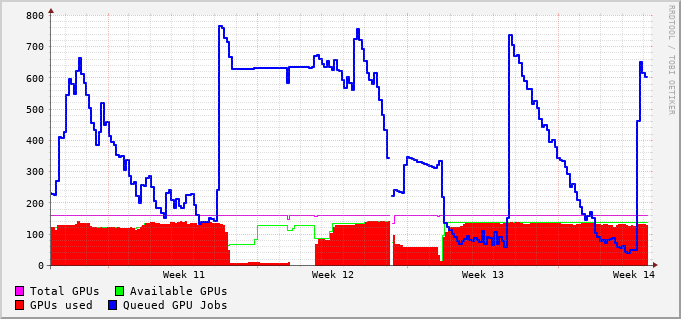 800
700
600
500
400
300
200
100
0
Week 11 Week 12 Week 13 Week 14
Total GPUs Available GPUs
GPUs used Queued GPU Jobs
RRDTOOL / TOBI OETIKER